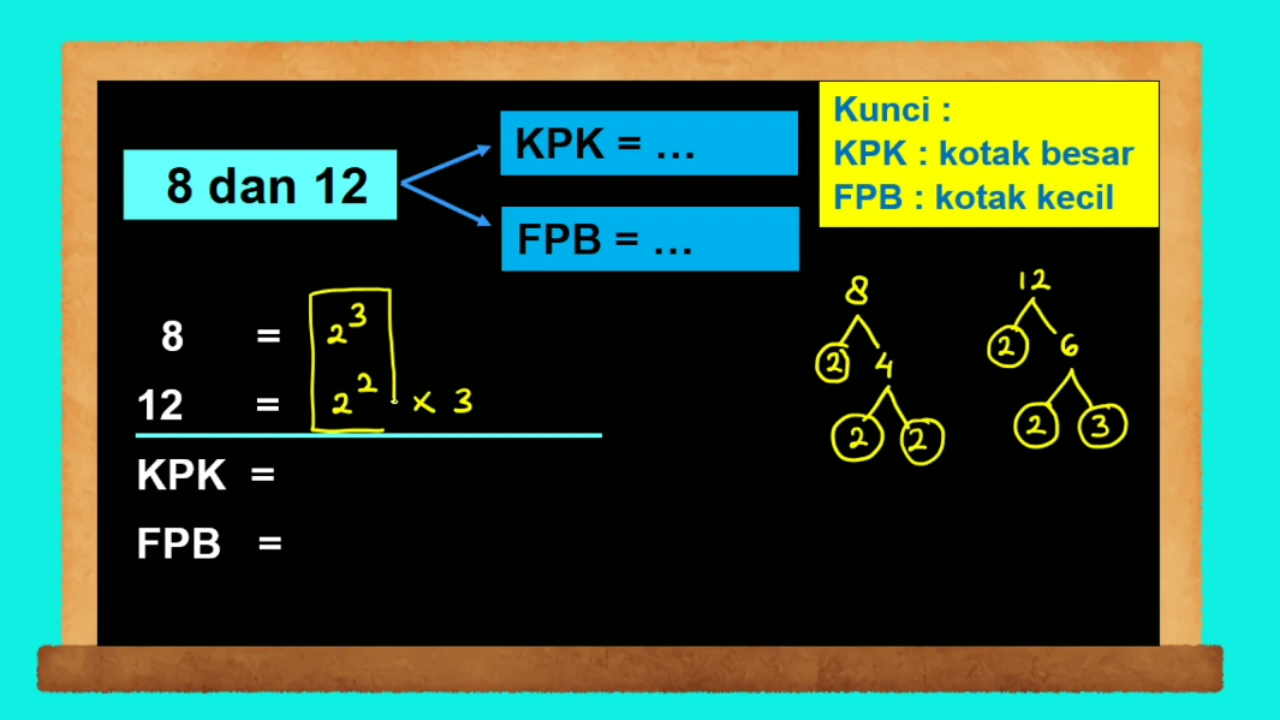 8 dan 12
KPK = ...
FPB = ...
Kunci :
KPK : kotak besar
FPB : kotak kecil
8 = 2³
12 = 2² × 3
KPK =
FPB =
8
2 4
2 2
12
2 6
2 3